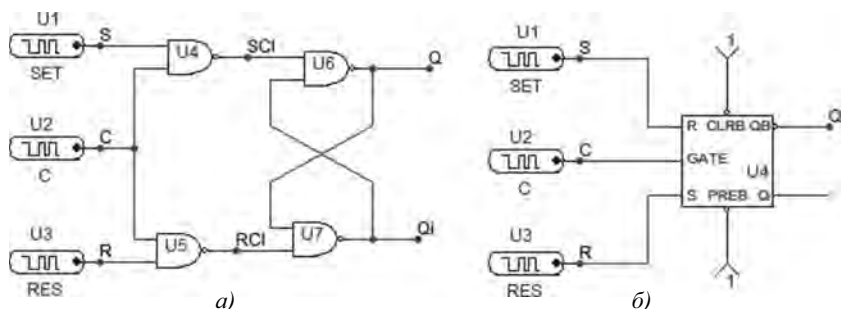 U1
S
SET
U4
SCI
U6
Q
U2
C
C
U3
R
RES
U5
RCI
U7
Qi
а)
U1
S
SET
1
R CLRB QB
Q
U2
C
C
GATE
U4
S PREB Q
U3
R
RES
1
б)